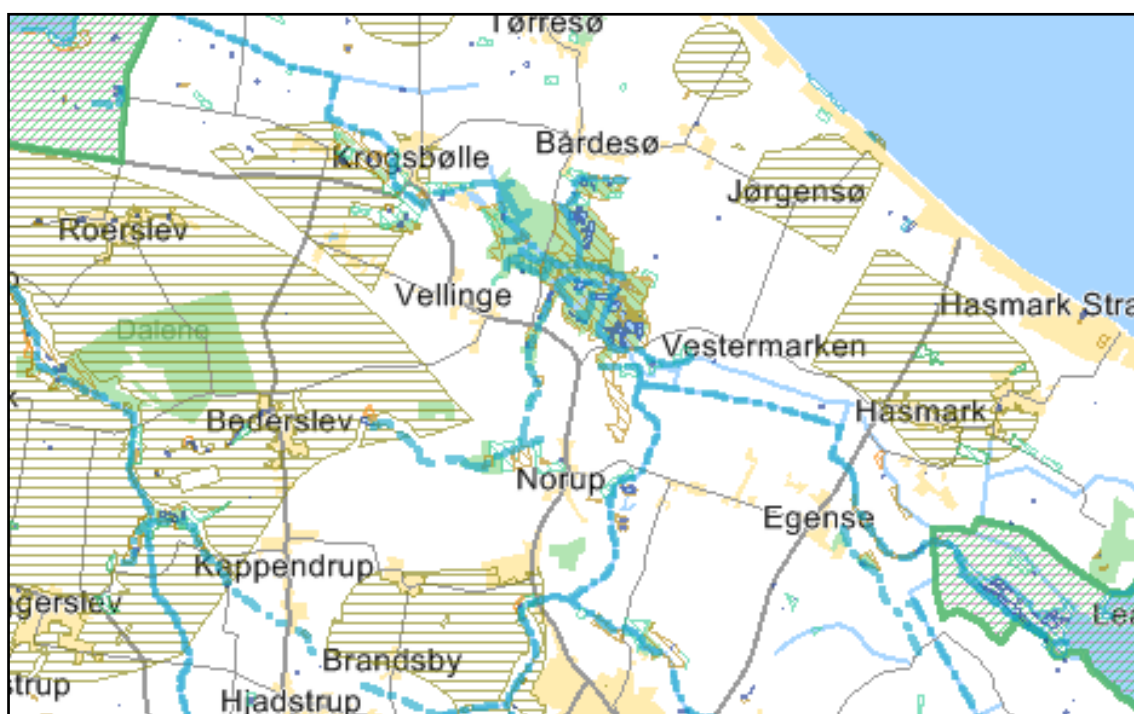 Tørresø
Bårdesø
Krogsbølle
Jørgensø
Roerslev
Vellinge
Hasmark Stra
Dalene
Vestermarken
Hasmark
Bederslev
Norup
Egense
Kappendrup
gerslev
Lea
Brandsby
strup
Hjadstrup